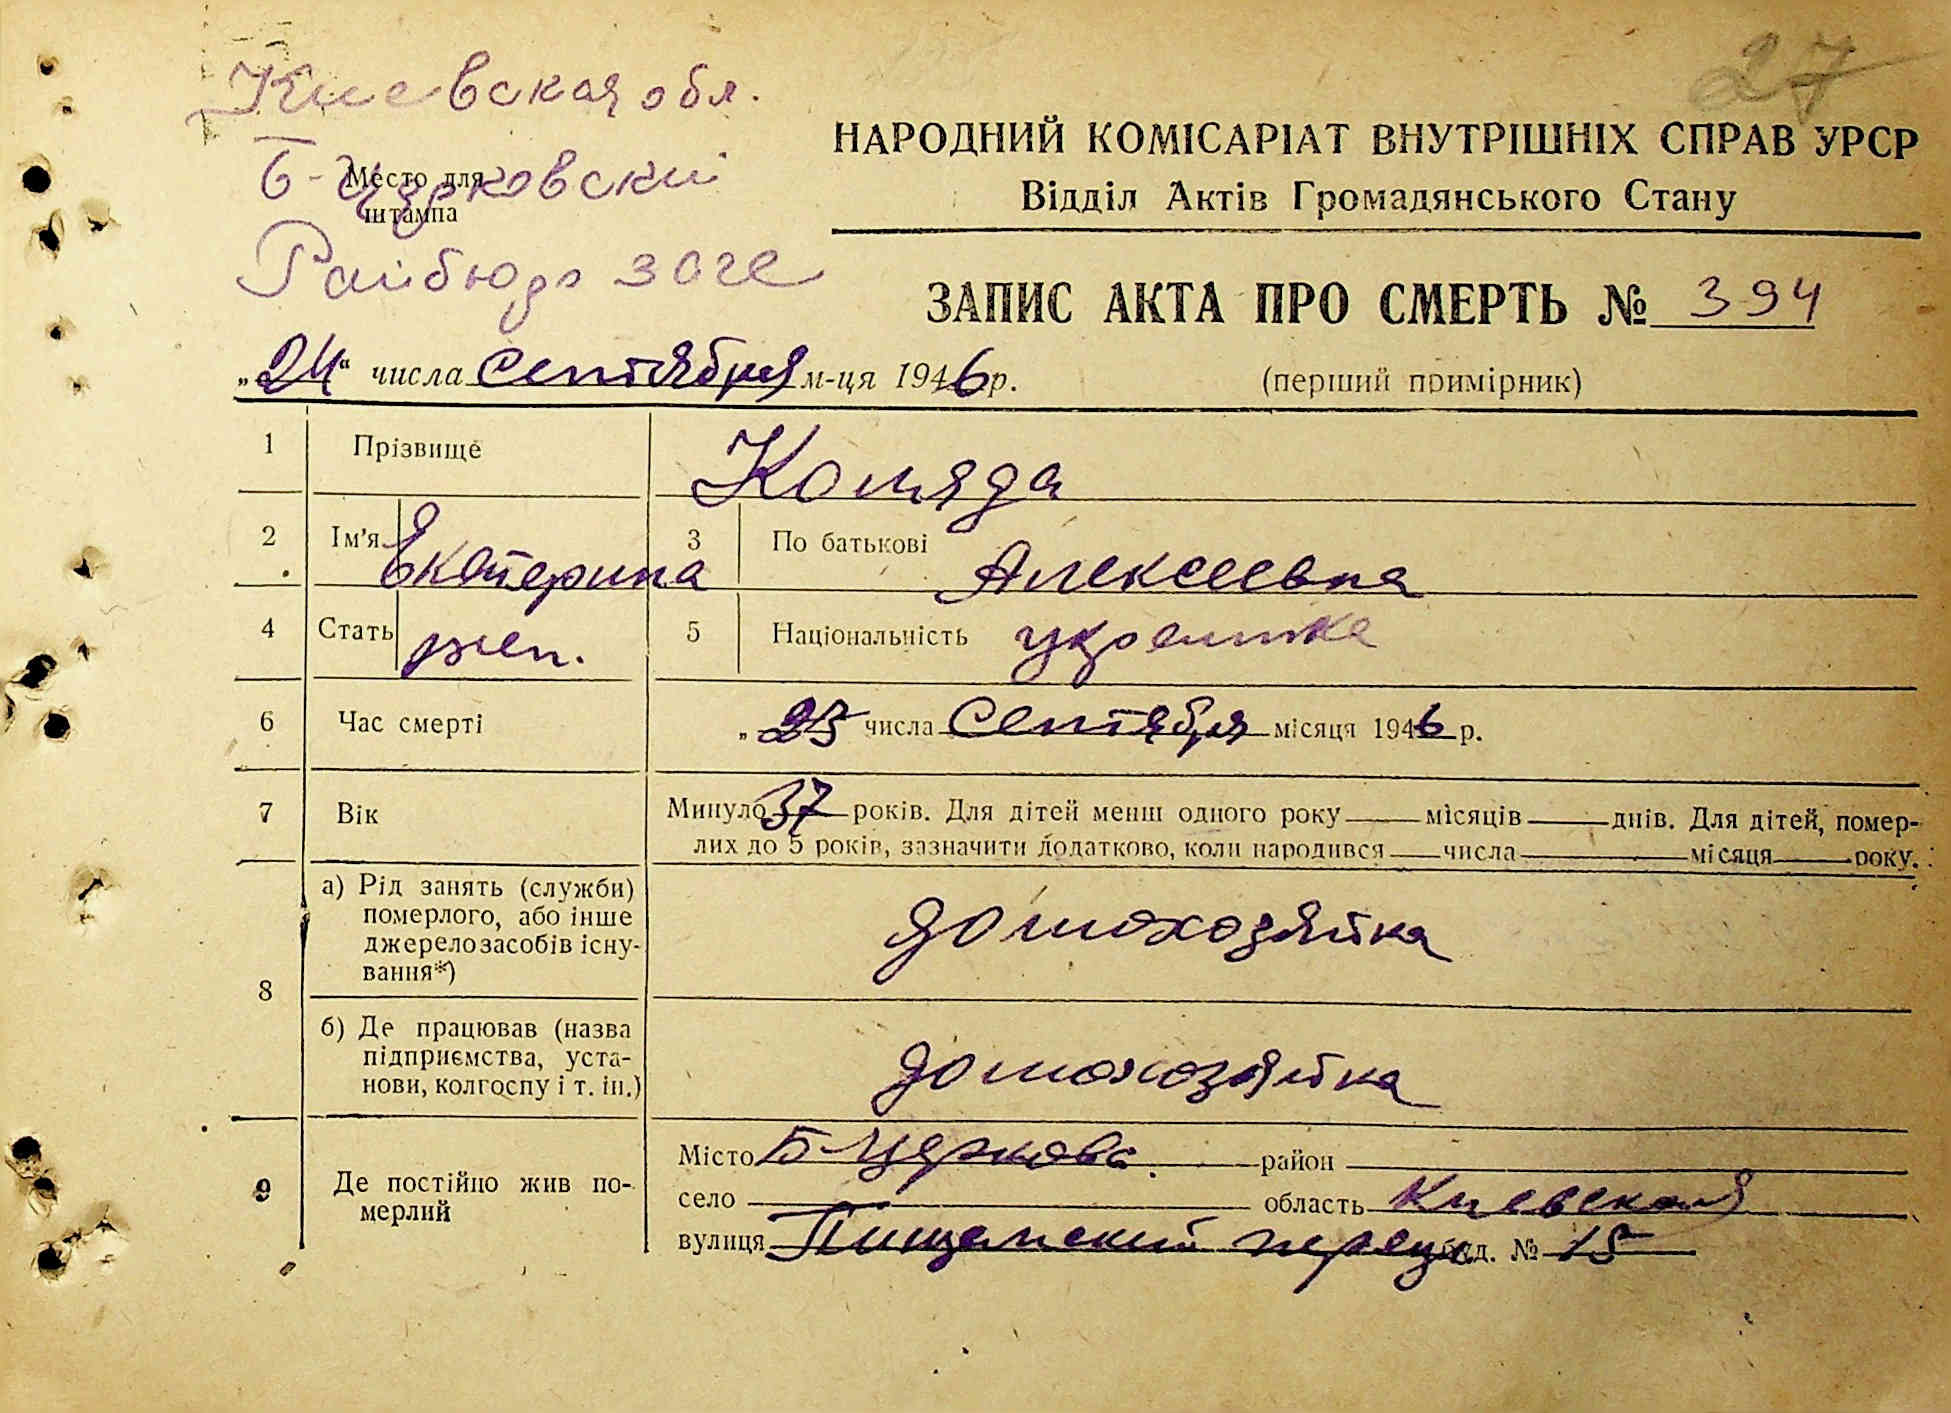 27
Киевская обл.
Место для
штампа
Б-Церковский
Райбюро загс
НАРОДНИЙ КОМІСАРІАТ ВНУТРІШНІХ СПРАВ УРСР
Відділ Актів Громадянського Стану
ЗАПИС АКТА ПРО СМЕРТЬ № 394
„24“ числа Сентября м-ця 1946 р.
(перший примірник)
1 Прізвище Коляда
2 Ім'я Екатерина 3 По батькові Алексеевна
4 Стать жен. 5 Національність украинка
6 Час смерті „23 числа Сентября місяця 1946 р.
7 Вік Минуло 37 років. Для дітей менш одного року місяців днів. Для дітей, помер-
лих до 5 років, зазначити додатково, коли народився числа місяця року.
8
а) Рід занять (служби)
померлого, або інше
джерело засобів існу-
вання*)
домохозяйка
б) Де працював (назва
підприємства, уста-
нови, колгоспу і т. ін.)
домохозяйка
9 Де постійно жив по-
мерлий
Місто Б-Церковь район
село область Киевская
вулиця буд. № 15